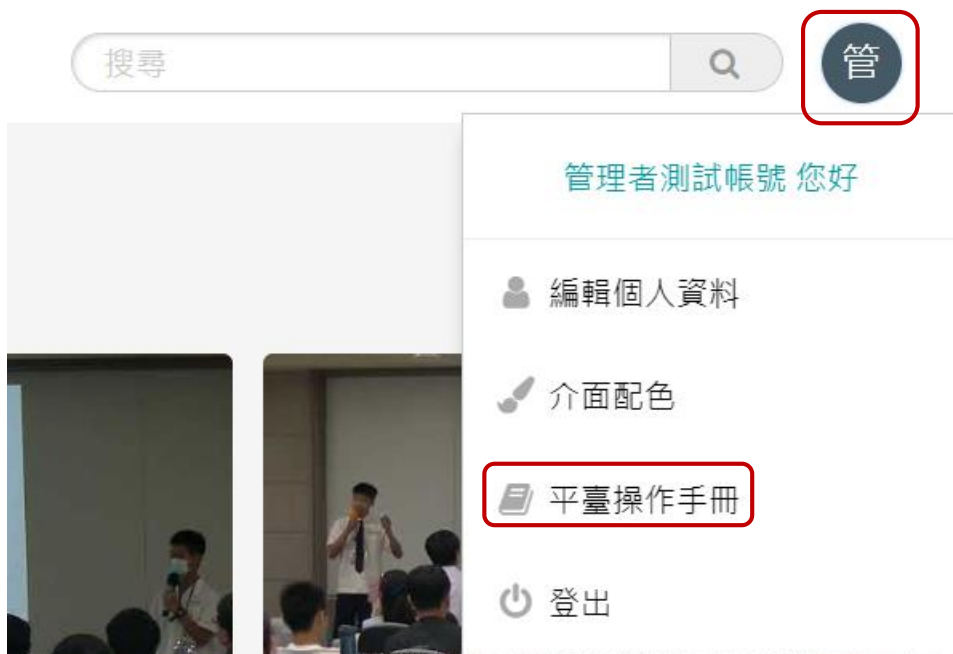 搜尋
管
管理者測試帳號 您好
編輯個人資料
介面配色
平臺操作手冊
登出